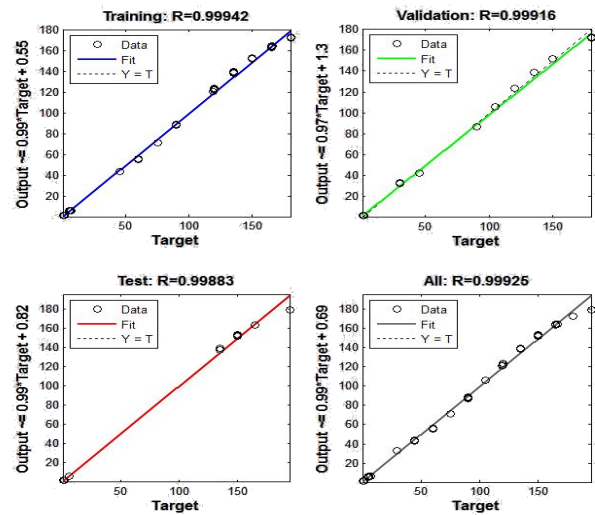 Training: R=0.99942
Output ~= 0.99*Target + 0.55
180
160
140
120
100
80
60
40
20
Data
Fit
Y = T
50
100
150
Target
Validation: R=0.99916
Output ~= 0.97*Target + 1.3
180
160
140
120
100
80
60
40
20
Data
Fit
Y = T
50
100
150
Target
Test: R=0.99883
Output ~= 0.99*Target + 0.82
180
160
140
120
100
80
60
40
20
Data
Fit
Y = T
50
100
150
Target
All: R=0.99925
Output ~= 0.99*Target + 0.69
180
160
140
120
100
80
60
40
20
Data
Fit
Y = T
50
100
150
Target